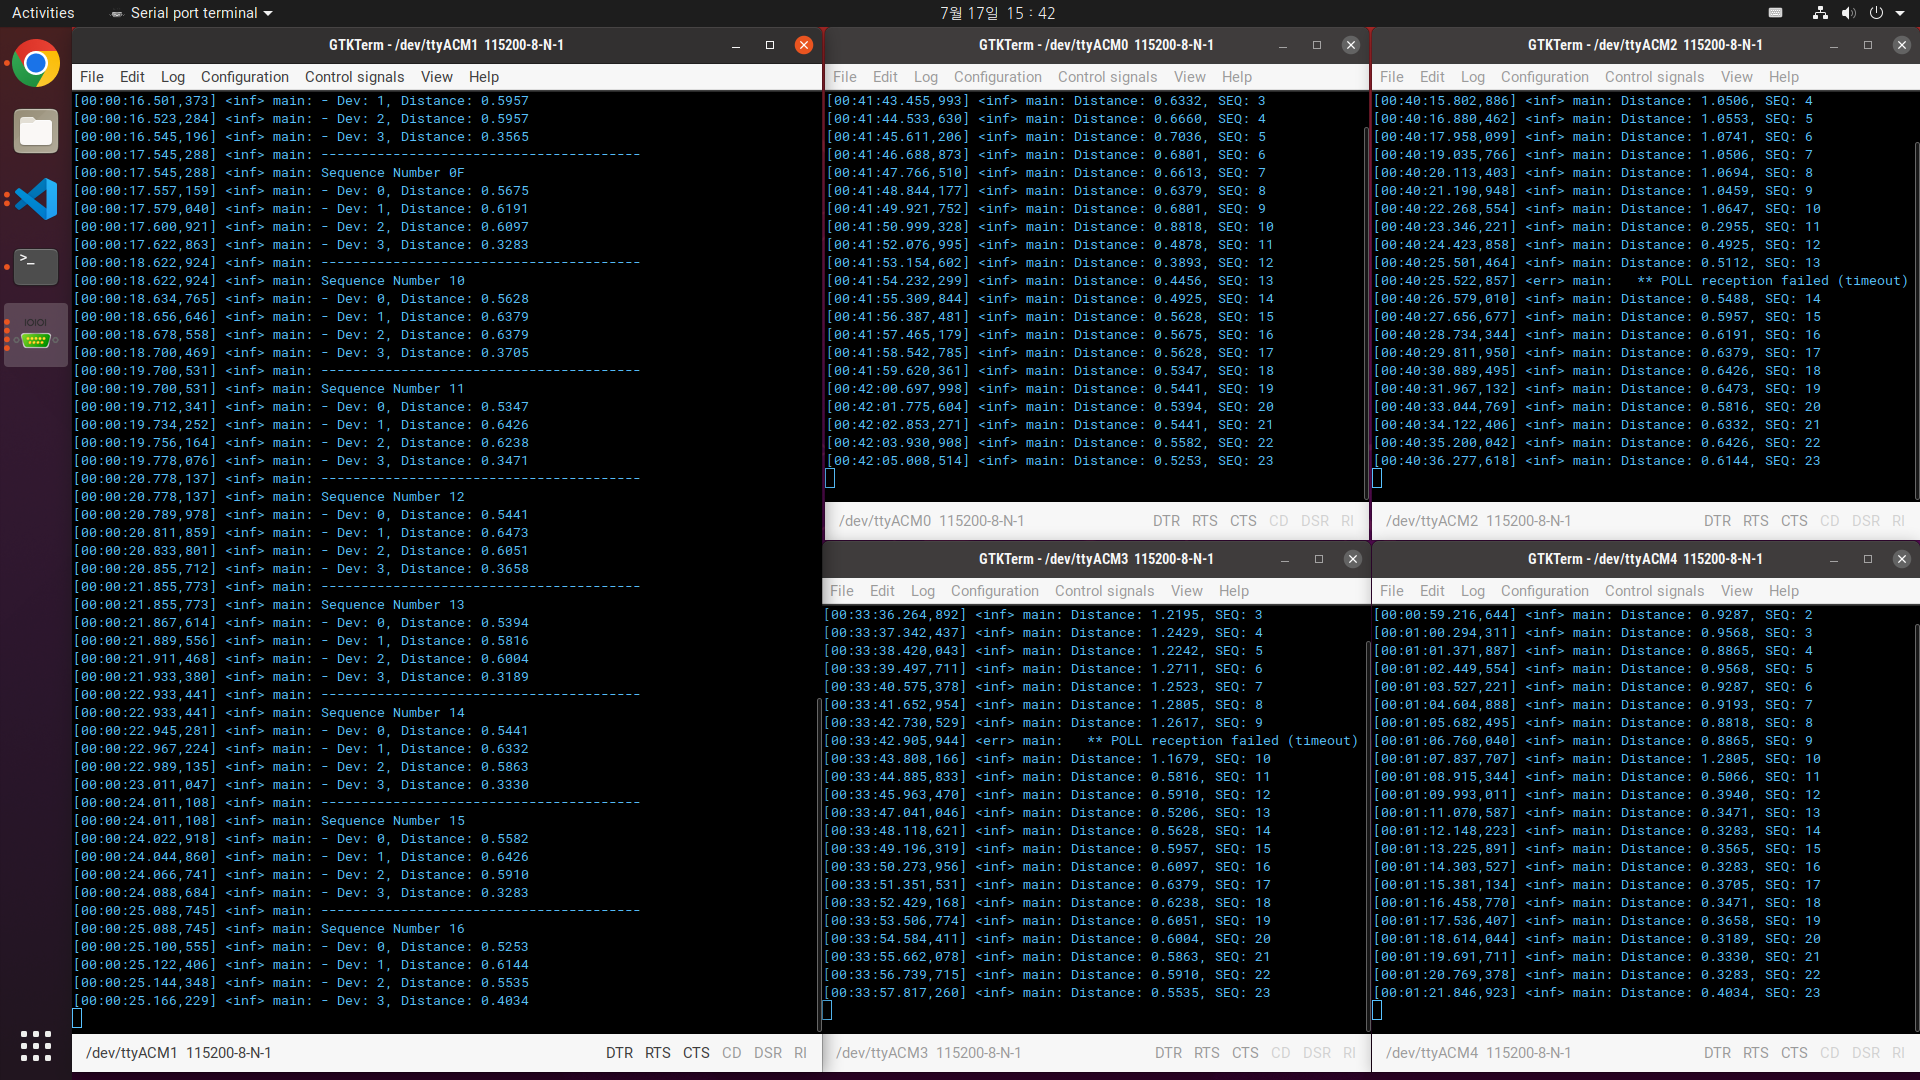 Activities
Serial port terminal
7월 17일 15 : 42
GTKTerm - /dev/ttyACM1 115200-8-N-1
File Edit Log Configuration Control signals View Help
[00:00:16.501,373] <inf> main: - Dev: 1, Distance: 0.5957
[00:00:16.523,284] <inf> main: - Dev: 2, Distance: 0.5957
[00:00:16.545,196] <inf> main: - Dev: 3, Distance: 0.3565
[00:00:17.545,288] <inf> main: ----------------------------------------
[00:00:17.545,288] <inf> main: Sequence Number 0F
[00:00:17.557,159] <inf> main: - Dev: 0, Distance: 0.5675
[00:00:17.579,040] <inf> main: - Dev: 1, Distance: 0.6191
[00:00:17.600,921] <inf> main: - Dev: 2, Distance: 0.6097
[00:00:17.622,863] <inf> main: - Dev: 3, Distance: 0.3283
[00:00:18.622,924] <inf> main: ----------------------------------------
[00:00:18.622,924] <inf> main: Sequence Number 10
[00:00:18.634,765] <inf> main: - Dev: 0, Distance: 0.5628
[00:00:18.656,646] <inf> main: - Dev: 1, Distance: 0.6379
[00:00:18.678,558] <inf> main: - Dev: 2, Distance: 0.6379
[00:00:18.700,469] <inf> main: - Dev: 3, Distance: 0.3705
[00:00:19.700,531] <inf> main: ----------------------------------------
[00:00:19.700,531] <inf> main: Sequence Number 11
[00:00:19.712,341] <inf> main: - Dev: 0, Distance: 0.5347
[00:00:19.734,252] <inf> main: - Dev: 1, Distance: 0.6426
[00:00:19.756,164] <inf> main: - Dev: 2, Distance: 0.6238
[00:00:19.778,076] <inf> main: - Dev: 3, Distance: 0.3471
[00:00:20.778,137] <inf> main: ----------------------------------------
[00:00:20.778,137] <inf> main: Sequence Number 12
[00:00:20.789,978] <inf> main: - Dev: 0, Distance: 0.5441
[00:00:20.811,859] <inf> main: - Dev: 1, Distance: 0.6473
[00:00:20.833,801] <inf> main: - Dev: 2, Distance: 0.6051
[00:00:20.855,712] <inf> main: - Dev: 3, Distance: 0.3658
[00:00:21.855,773] <inf> main: ----------------------------------------
[00:00:21.855,773] <inf> main: Sequence Number 13
[00:00:21.867,614] <inf> main: - Dev: 0, Distance: 0.5394
[00:00:21.889,556] <inf> main: - Dev: 1, Distance: 0.5816
[00:00:21.911,468] <inf> main: - Dev: 2, Distance: 0.6004
[00:00:21.933,380] <inf> main: - Dev: 3, Distance: 0.3189
[00:00:22.933,441] <inf> main: ----------------------------------------
[00:00:22.933,441] <inf> main: Sequence Number 14
[00:00:22.945,281] <inf> main: - Dev: 0, Distance: 0.5441
[00:00:22.967,224] <inf> main: - Dev: 1, Distance: 0.6332
[00:00:22.989,135] <inf> main: - Dev: 2, Distance: 0.5863
[00:00:23.011,047] <inf> main: - Dev: 3, Distance: 0.3330
[00:00:24.011,108] <inf> main: ----------------------------------------
[00:00:24.011,108] <inf> main: Sequence Number 15
[00:00:24.022,918] <inf> main: - Dev: 0, Distance: 0.5582
[00:00:24.044,860] <inf> main: - Dev: 1, Distance: 0.6426
[00:00:24.066,741] <inf> main: - Dev: 2, Distance: 0.5910
[00:00:24.088,684] <inf> main: - Dev: 3, Distance: 0.3283
[00:00:25.088,745] <inf> main: ----------------------------------------
[00:00:25.088,745] <inf> main: Sequence Number 16
[00:00:25.100,555] <inf> main: - Dev: 0, Distance: 0.5253
[00:00:25.122,406] <inf> main: - Dev: 1, Distance: 0.6144
[00:00:25.144,348] <inf> main: - Dev: 2, Distance: 0.5535
[00:00:25.166,229] <inf> main: - Dev: 3, Distance: 0.4034
/dev/ttyACM1 115200-8-N-1 DTR RTS CTS CD DSR RI
GTKTerm - /dev/ttyACM0 115200-8-N-1
File Edit Log Configuration Control signals View Help
[00:41:43.455,993] <inf> main: Distance: 0.6332, SEQ: 3
[00:41:44.533,630] <inf> main: Distance: 0.6660, SEQ: 4
[00:41:45.611,206] <inf> main: Distance: 0.7036, SEQ: 5
[00:41:46.688,873] <inf> main: Distance: 0.6801, SEQ: 6
[00:41:47.766,510] <inf> main: Distance: 0.6613, SEQ: 7
[00:41:48.844,177] <inf> main: Distance: 0.6379, SEQ: 8
[00:41:49.921,752] <inf> main: Distance: 0.6801, SEQ: 9
[00:41:50.999,328] <inf> main: Distance: 0.8818, SEQ: 10
[00:41:52.076,995] <inf> main: Distance: 0.4878, SEQ: 11
[00:41:53.154,602] <inf> main: Distance: 0.3893, SEQ: 12
[00:41:54.232,299] <inf> main: Distance: 0.4456, SEQ: 13
[00:41:55.309,844] <inf> main: Distance: 0.4925, SEQ: 14
[00:41:56.387,481] <inf> main: Distance: 0.5628, SEQ: 15
[00:41:57.465,179] <inf> main: Distance: 0.5675, SEQ: 16
[00:41:58.542,785] <inf> main: Distance: 0.5628, SEQ: 17
[00:41:59.620,361] <inf> main: Distance: 0.5347, SEQ: 18
[00:42:00.697,998] <inf> main: Distance: 0.5441, SEQ: 19
[00:42:01.775,604] <inf> main: Distance: 0.5394, SEQ: 20
[00:42:02.853,271] <inf> main: Distance: 0.5441, SEQ: 21
[00:42:03.930,908] <inf> main: Distance: 0.5582, SEQ: 22
[00:42:05.008,514] <inf> main: Distance: 0.5253, SEQ: 23
/dev/ttyACM0 115200-8-N-1 DTR RTS CTS CD DSR RI
GTKTerm - /dev/ttyACM2 115200-8-N-1
File Edit Log Configuration Control signals View Help
[00:40:15.802,886] <inf> main: Distance: 1.0506, SEQ: 4
[00:40:16.880,462] <inf> main: Distance: 1.0553, SEQ: 5
[00:40:17.958,099] <inf> main: Distance: 1.0741, SEQ: 6
[00:40:19.035,766] <inf> main: Distance: 1.0506, SEQ: 7
[00:40:20.113,403] <inf> main: Distance: 1.0694, SEQ: 8
[00:40:21.190,948] <inf> main: Distance: 1.0459, SEQ: 9
[00:40:22.268,554] <inf> main: Distance: 1.0647, SEQ: 10
[00:40:23.346,221] <inf> main: Distance: 0.2955, SEQ: 11
[00:40:24.423,858] <inf> main: Distance: 0.4925, SEQ: 12
[00:40:25.501,464] <inf> main: Distance: 0.5112, SEQ: 13
[00:40:25.522,857] <err> main: ** POLL reception failed (timeout)
[00:40:26.579,010] <inf> main: Distance: 0.5488, SEQ: 14
[00:40:27.656,677] <inf> main: Distance: 0.5957, SEQ: 15
[00:40:28.734,344] <inf> main: Distance: 0.6191, SEQ: 16
[00:40:29.811,950] <inf> main: Distance: 0.6379, SEQ: 17
[00:40:30.889,495] <inf> main: Distance: 0.6426, SEQ: 18
[00:40:31.967,132] <inf> main: Distance: 0.6473, SEQ: 19
[00:40:33.044,769] <inf> main: Distance: 0.5816, SEQ: 20
[00:40:34.122,406] <inf> main: Distance: 0.6332, SEQ: 21
[00:40:35.200,042] <inf> main: Distance: 0.6426, SEQ: 22
[00:40:36.277,618] <inf> main: Distance: 0.6144, SEQ: 23
/dev/ttyACM2 115200-8-N-1 DTR RTS CTS CD DSR RI
GTKTerm - /dev/ttyACM3 115200-8-N-1
File Edit Log Configuration Control signals View Help
[00:33:36.264,892] <inf> main: Distance: 1.2195, SEQ: 3
[00:33:37.342,437] <inf> main: Distance: 1.2429, SEQ: 4
[00:33:38.420,043] <inf> main: Distance: 1.2242, SEQ: 5
[00:33:39.497,711] <inf> main: Distance: 1.2711, SEQ: 6
[00:33:40.575,378] <inf> main: Distance: 1.2523, SEQ: 7
[00:33:41.652,954] <inf> main: Distance: 1.2805, SEQ: 8
[00:33:42.730,529] <inf> main: Distance: 1.2617, SEQ: 9
[00:33:42.905,944] <err> main: ** POLL reception failed (timeout)
[00:33:43.808,166] <inf> main: Distance: 1.1679, SEQ: 10
[00:33:44.885,833] <inf> main: Distance: 0.5816, SEQ: 11
[00:33:45.963,470] <inf> main: Distance: 0.5910, SEQ: 12
[00:33:47.041,046] <inf> main: Distance: 0.5206, SEQ: 13
[00:33:48.118,621] <inf> main: Distance: 0.5628, SEQ: 14
[00:33:49.196,319] <inf> main: Distance: 0.5957, SEQ: 15
[00:33:50.273,956] <inf> main: Distance: 0.6097, SEQ: 16
[00:33:51.351,531] <inf> main: Distance: 0.6379, SEQ: 17
[00:33:52.429,168] <inf> main: Distance: 0.6238, SEQ: 18
[00:33:53.506,774] <inf> main: Distance: 0.6051, SEQ: 19
[00:33:54.584,411] <inf> main: Distance: 0.6004, SEQ: 20
[00:33:55.662,078] <inf> main: Distance: 0.5863, SEQ: 21
[00:33:56.739,715] <inf> main: Distance: 0.5910, SEQ: 22
[00:33:57.817,260] <inf> main: Distance: 0.5535, SEQ: 23
/dev/ttyACM3 115200-8-N-1 DTR RTS CTS CD DSR RI
GTKTerm - /dev/ttyACM4 115200-8-N-1
File Edit Log Configuration Control signals View Help
[00:00:59.216,644] <inf> main: Distance: 0.9287, SEQ: 2
[00:01:00.294,311] <inf> main: Distance: 0.9568, SEQ: 3
[00:01:01.371,887] <inf> main: Distance: 0.8865, SEQ: 4
[00:01:02.449,554] <inf> main: Distance: 0.9568, SEQ: 5
[00:01:03.527,221] <inf> main: Distance: 0.9287, SEQ: 6
[00:01:04.604,888] <inf> main: Distance: 0.9193, SEQ: 7
[00:01:05.682,495] <inf> main: Distance: 0.8818, SEQ: 8
[00:01:06.760,040] <inf> main: Distance: 0.8865, SEQ: 9
[00:01:07.837,707] <inf> main: Distance: 1.2805, SEQ: 10
[00:01:08.915,344] <inf> main: Distance: 0.5066, SEQ: 11
[00:01:09.993,011] <inf> main: Distance: 0.3940, SEQ: 12
[00:01:11.070,587] <inf> main: Distance: 0.3471, SEQ: 13
[00:01:12.148,223] <inf> main: Distance: 0.3283, SEQ: 14
[00:01:13.225,891] <inf> main: Distance: 0.3565, SEQ: 15
[00:01:14.303,527] <inf> main: Distance: 0.3283, SEQ: 16
[00:01:15.381,134] <inf> main: Distance: 0.3705, SEQ: 17
[00:01:16.458,770] <inf> main: Distance: 0.3471, SEQ: 18
[00:01:17.536,407] <inf> main: Distance: 0.3658, SEQ: 19
[00:01:18.614,044] <inf> main: Distance: 0.3189, SEQ: 20
[00:01:19.691,711] <inf> main: Distance: 0.3330, SEQ: 21
[00:01:20.769,378] <inf> main: Distance: 0.3283, SEQ: 22
[00:01:21.846,923] <inf> main: Distance: 0.4034, SEQ: 23
/dev/ttyACM4 115200-8-N-1 DTR RTS CTS CD DSR RI